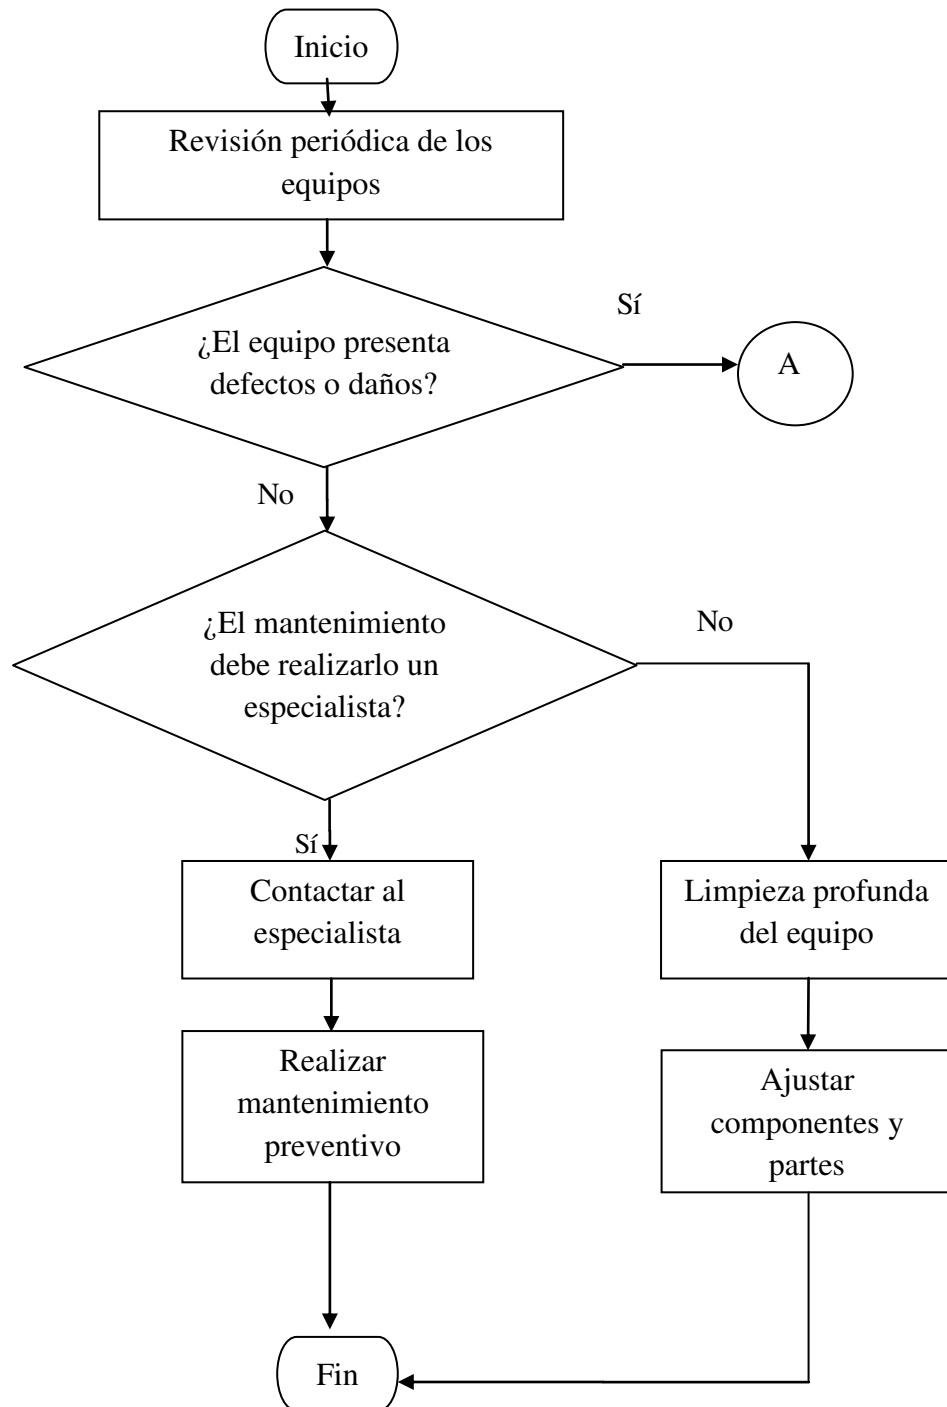 Inicio
Revisión periódica de los
equipos
Sí
¿El equipo presenta
defectos o daños?
A
No
¿El mantenimiento
debe realizarlo un
especialista?
No
Sí
Contactar al
especialista
Limpieza profunda
del equipo
Realizar
mantenimiento
preventivo
Ajustar
componentes y
partes
Fin